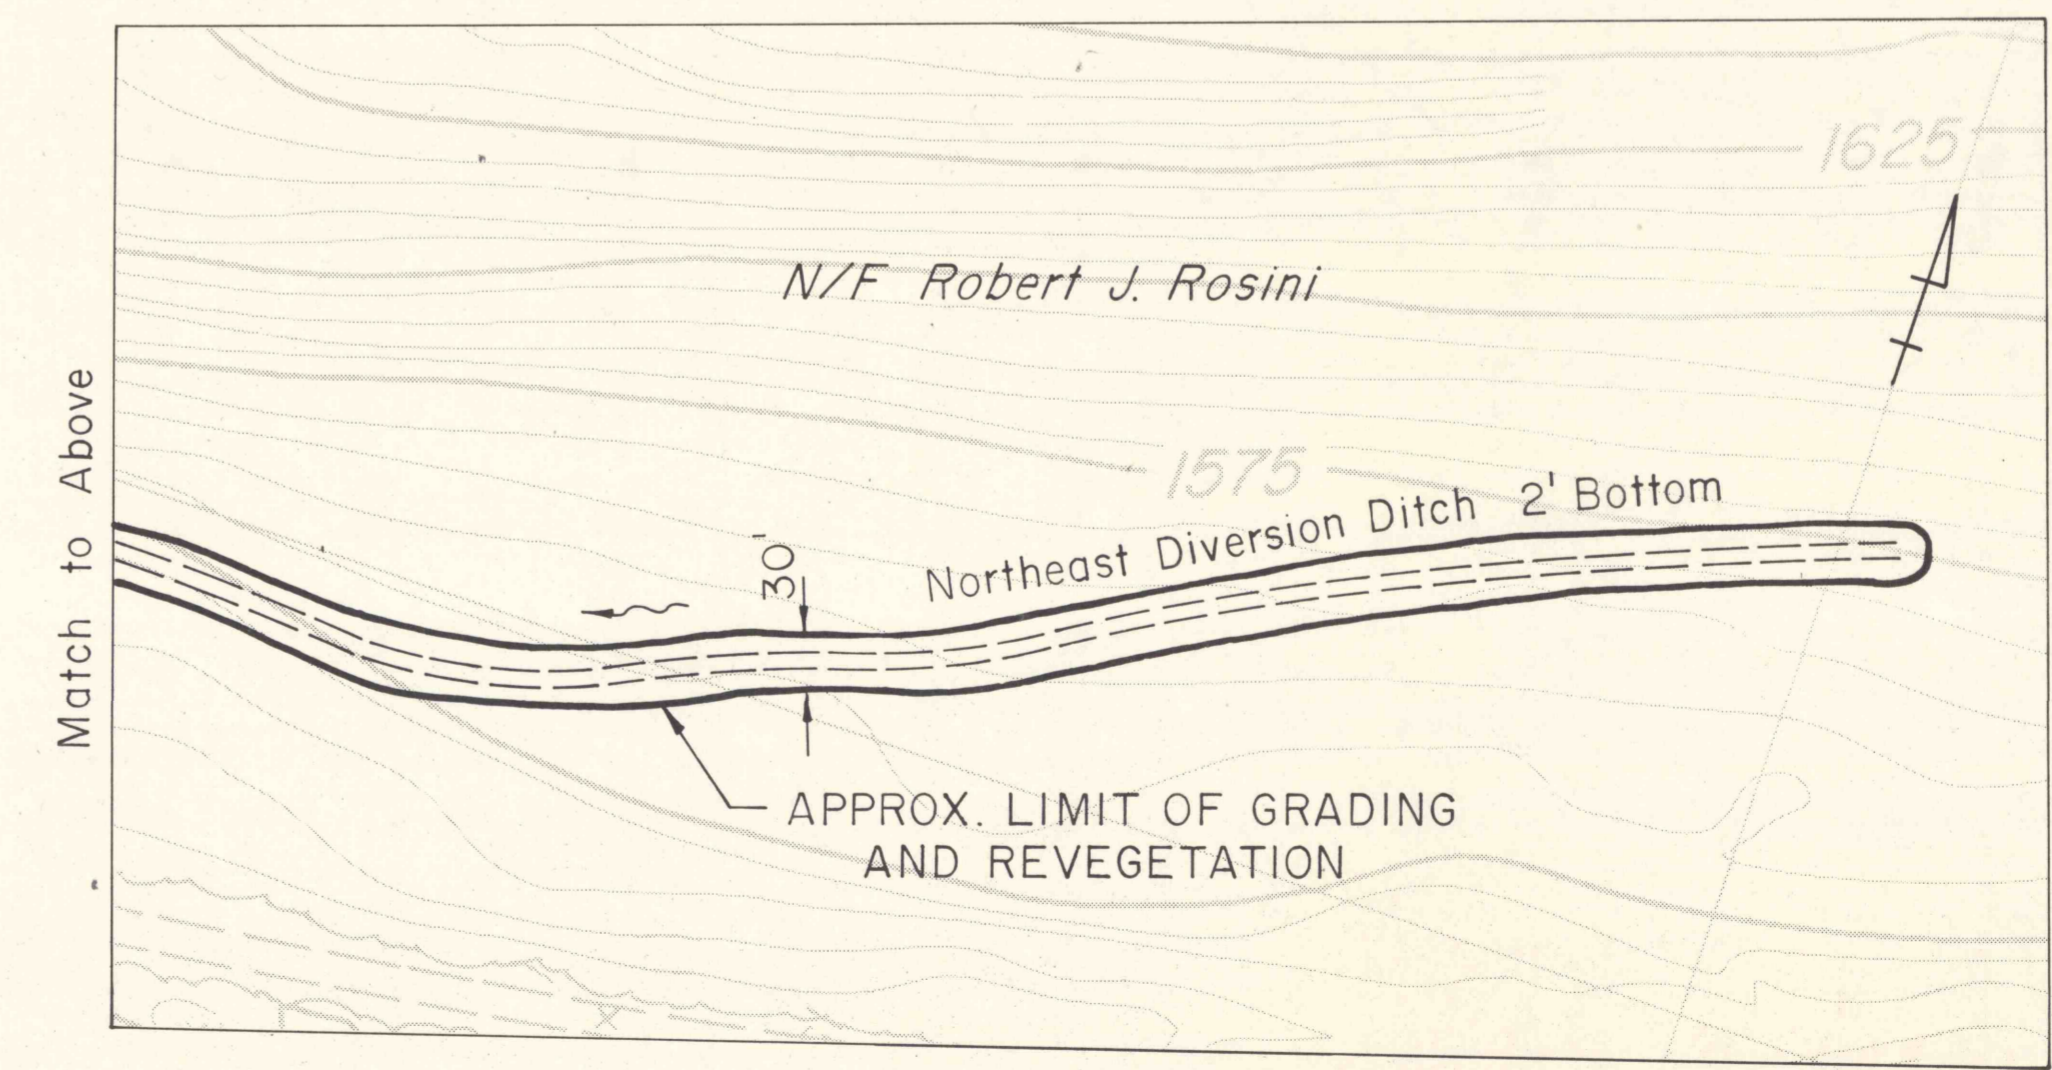 1625
N/F Robert J. Rosini
Match to Above
1575
Northeast Diversion Ditch 2' Bottom
30'
APPROX. LIMIT OF GRADING
AND REVEGETATION